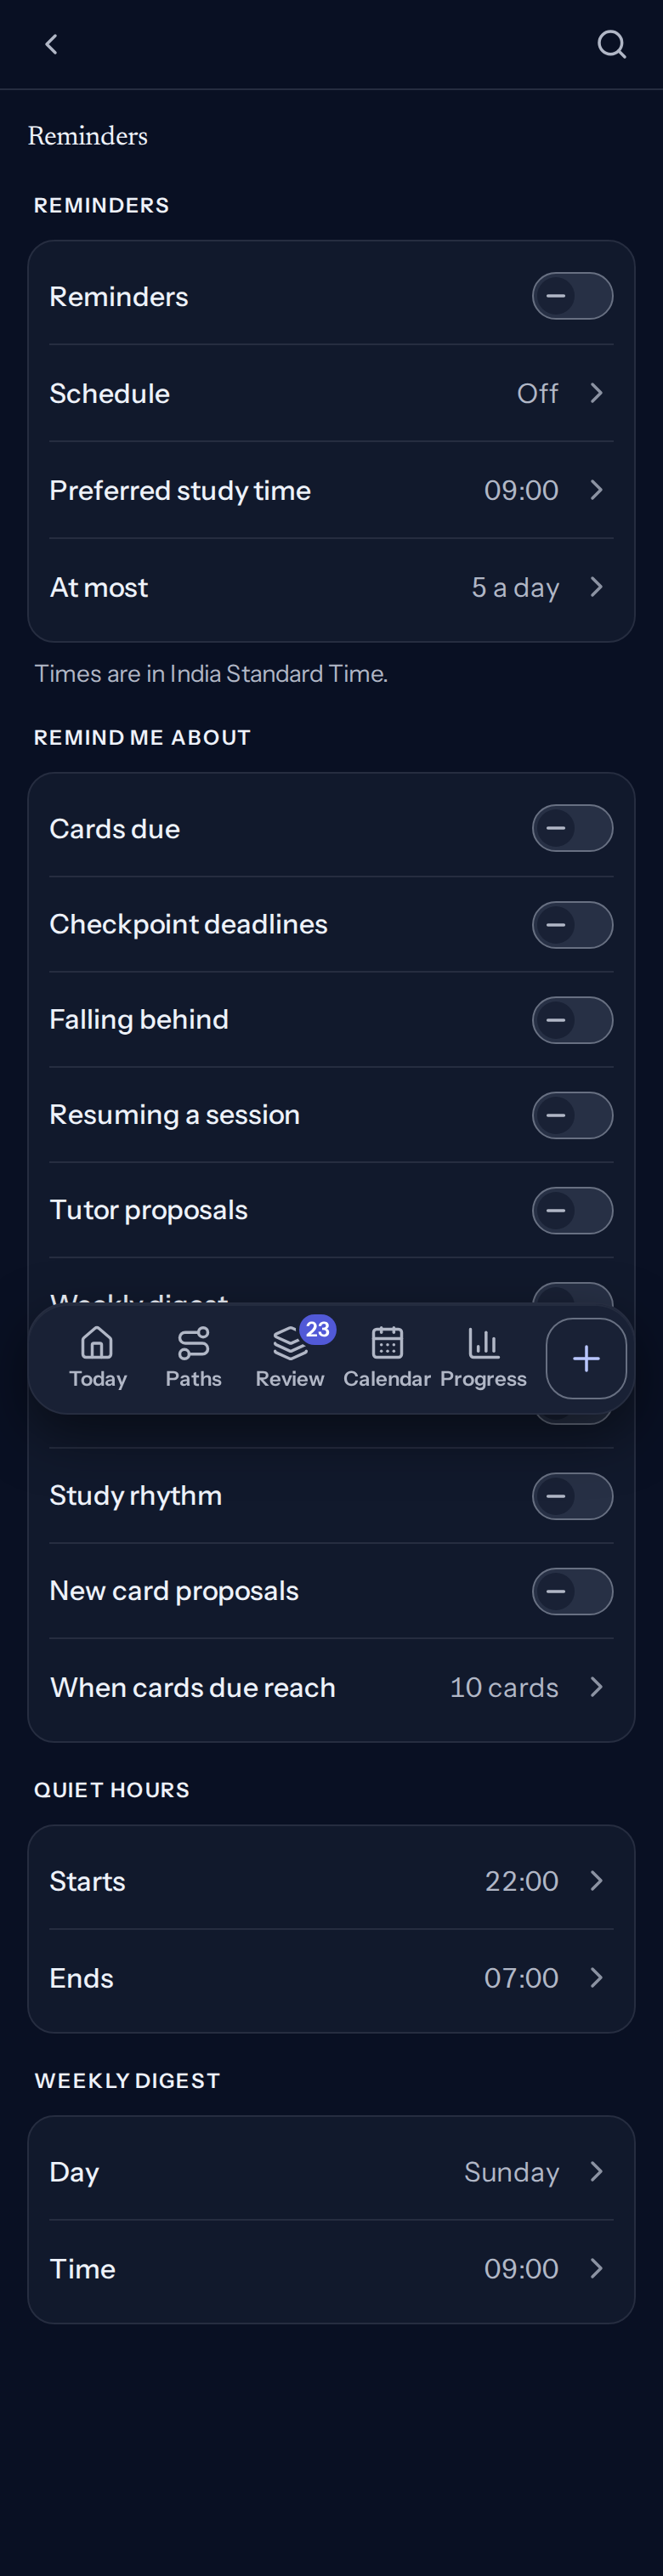 Reminders
REMINDERS
Reminders
Schedule Off
Preferred study time 09:00
At most 5 a day
Times are in India Standard Time.
REMIND ME ABOUT
Cards due
Checkpoint deadlines
Falling behind
Resuming a session
Tutor proposals
Weekly digest
23
Today Paths Review Calendar Progress
Study rhythm
New card proposals
When cards due reach 10 cards
QUIET HOURS
Starts 22:00
Ends 07:00
WEEKLY DIGEST
Day Sunday
Time 09:00